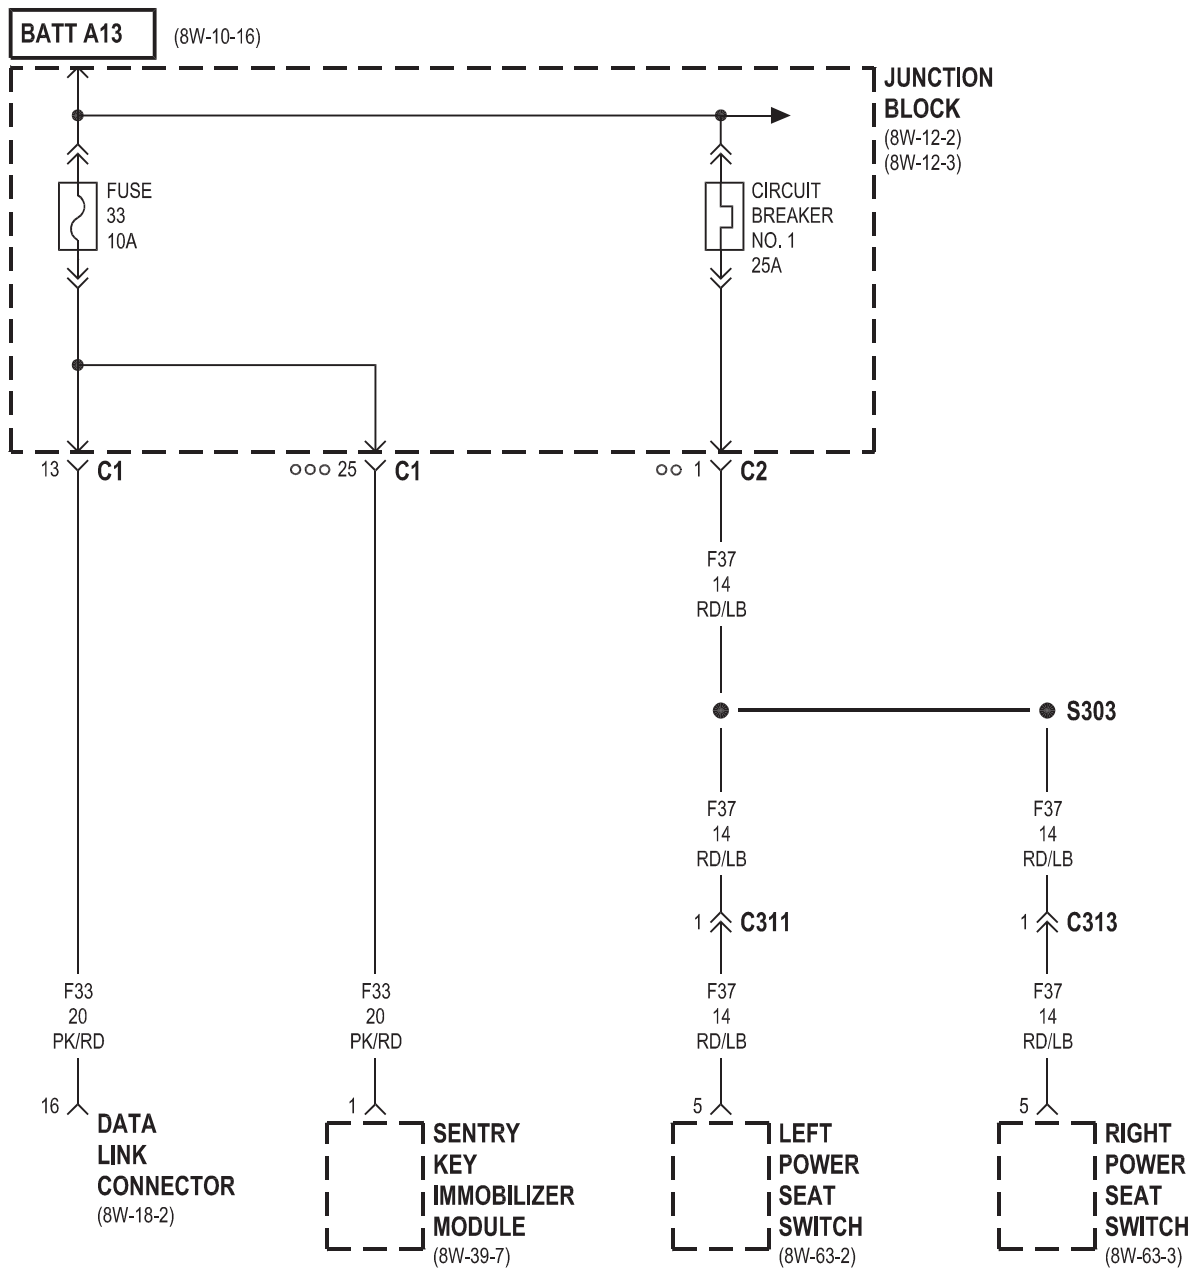 BATT A13
(8W-10-16)
JUNCTION
BLOCK
(8W-12-2)
(8W-12-3)
FUSE
33
10A
CIRCUIT
BREAKER
NO. 1
25A
13 C1
25 C1
1 C2
F37
14
RD/LB
S303
F37
14
RD/LB
F37
14
RD/LB
1 C311
1 C313
F33
20
PK/RD
F33
20
PK/RD
F37
14
RD/LB
F37
14
RD/LB
16
DATA
LINK
CONNECTOR
(8W-18-2)
1
SENTRY
KEY
IMMOBILIZER
MODULE
(8W-39-7)
5
LEFT
POWER
SEAT
SWITCH
(8W-63-2)
5
RIGHT
POWER
SEAT
SWITCH
(8W-63-3)